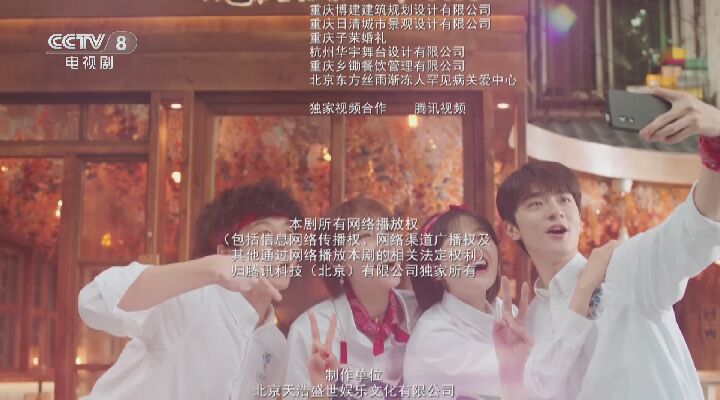 重庆博建建筑规划设计有限公司
重庆日清城市景观设计有限公司
重庆子茉婚礼
杭州华宇舞台设计有限公司
重庆乡锄餐饮管理有限公司
北京东方丝雨渐冻人罕见病关爱中心
CCTV 8
电视剧
独家视频合作 腾讯视频
本剧所有网络播放权
（包括信息网络传播权、网络渠道广播权及
其他通过网络播放本剧的相关法定权利）
归腾讯科技（北京）有限公司独家所有
制作单位
北京天浩盛世娱乐文化有限公司